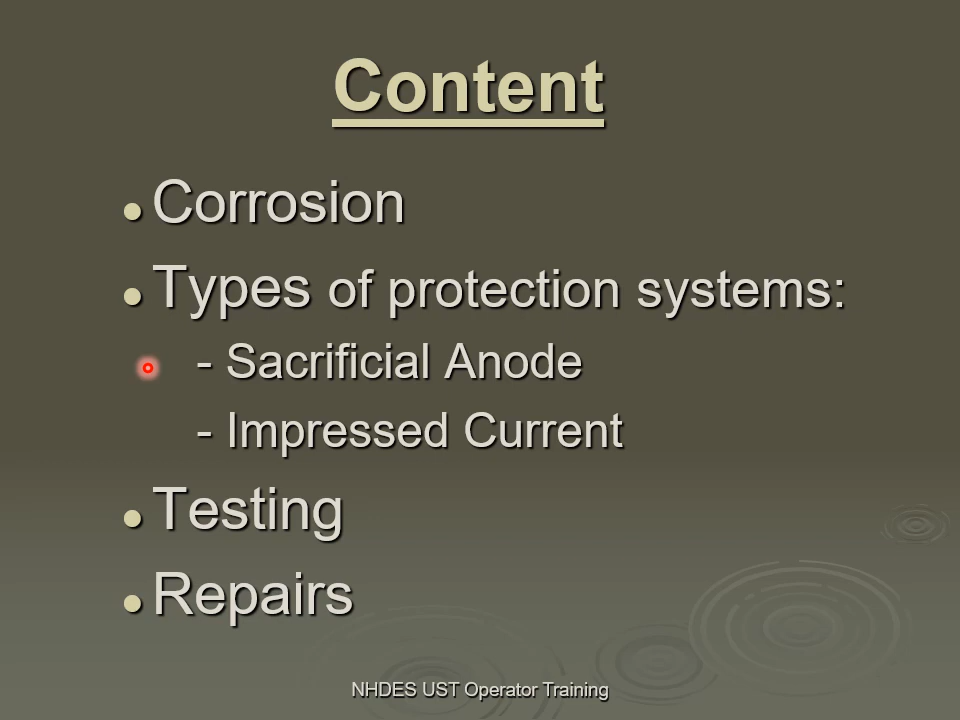 Content
Corrosion
Types of protection systems:
- Sacrificial Anode
- Impressed Current
Testing
Repairs
NHDES UST Operator Training